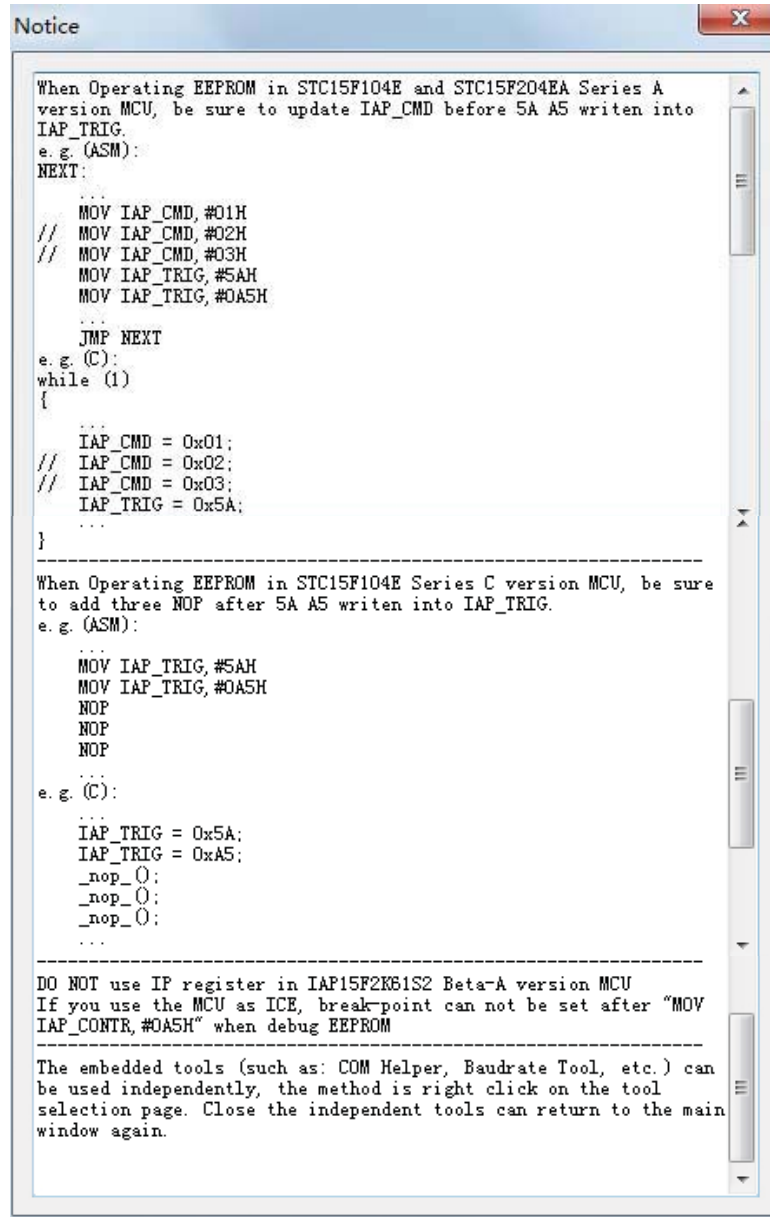 Notice
When Operating EEPROM in STC15F104E and STC15F204EA Series A
version MCU, be sure to update IAP_CMD before 5A A5 writen into
IAP_TRIG.
e.g.(ASM):
NEXT:
...
MOV IAP_CMD,#01H
// MOV IAP_CMD,#02H
// MOV IAP_CMD,#03H
MOV IAP_TRIG,#5AH
MOV IAP_TRIG,#0A5H
...
JMP NEXT
e.g.(C):
while (1)
{
...
IAP_CMD = 0x01;
// IAP_CMD = 0x02;
// IAP_CMD = 0x03;
IAP_TRIG = 0x5A;
...
}
----------------------------------------------------------------
When Operating EEPROM in STC15F104E Series C version MCU, be sure
to add three NOP after 5A A5 writen into IAP_TRIG.
e.g.(ASM):
...
MOV IAP_TRIG,#5AH
MOV IAP_TRIG,#0A5H
NOP
NOP
NOP
...
e.g.(C):
...
IAP_TRIG = 0x5A;
IAP_TRIG = 0xA5;
_nop_();
_nop_();
_nop_();
...
----------------------------------------------------------------
DO NOT use IP register in IAP15F2K61S2 Beta-A version MCU
If you use the MCU as ICE, break-point can not be set after "MOV
IAP_CONTR,#0A5H" when debug EEPROM
----------------------------------------------------------------
The embedded tools (such as: COM Helper, Baudrate Tool, etc.) can
be used independently, the method is right click on the tool
selection page. Close the independent tools can return to the main
window again.